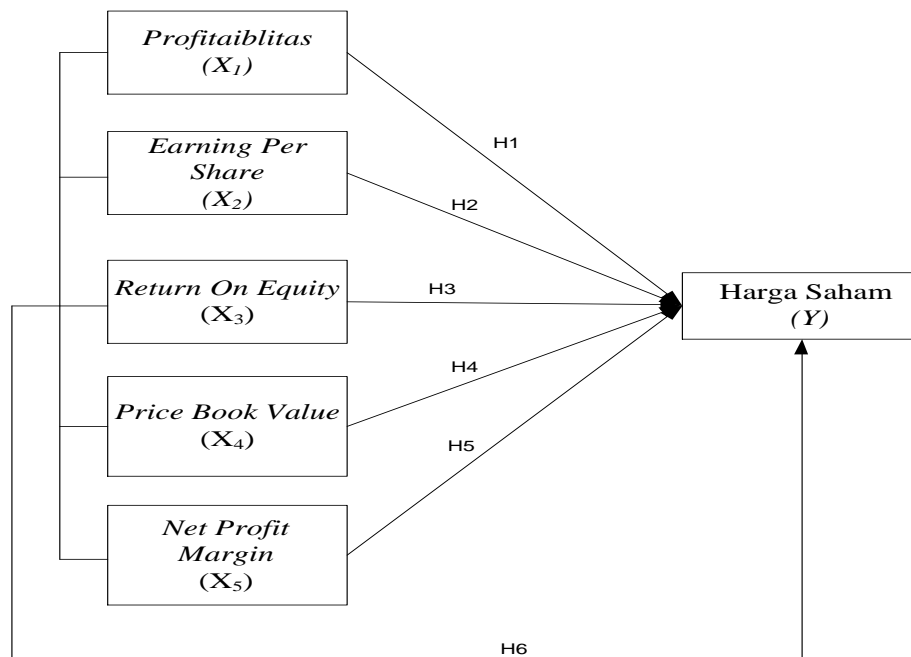 Profitaiblitas
(X₁)
H1
Earning Per
Share
(X₂)
H2
Return On Equity
(X₃)
H3
Harga Saham
(Y)
Price Book Value
(X₄)
H4
H5
Net Profit
Margin
(X₅)
H6